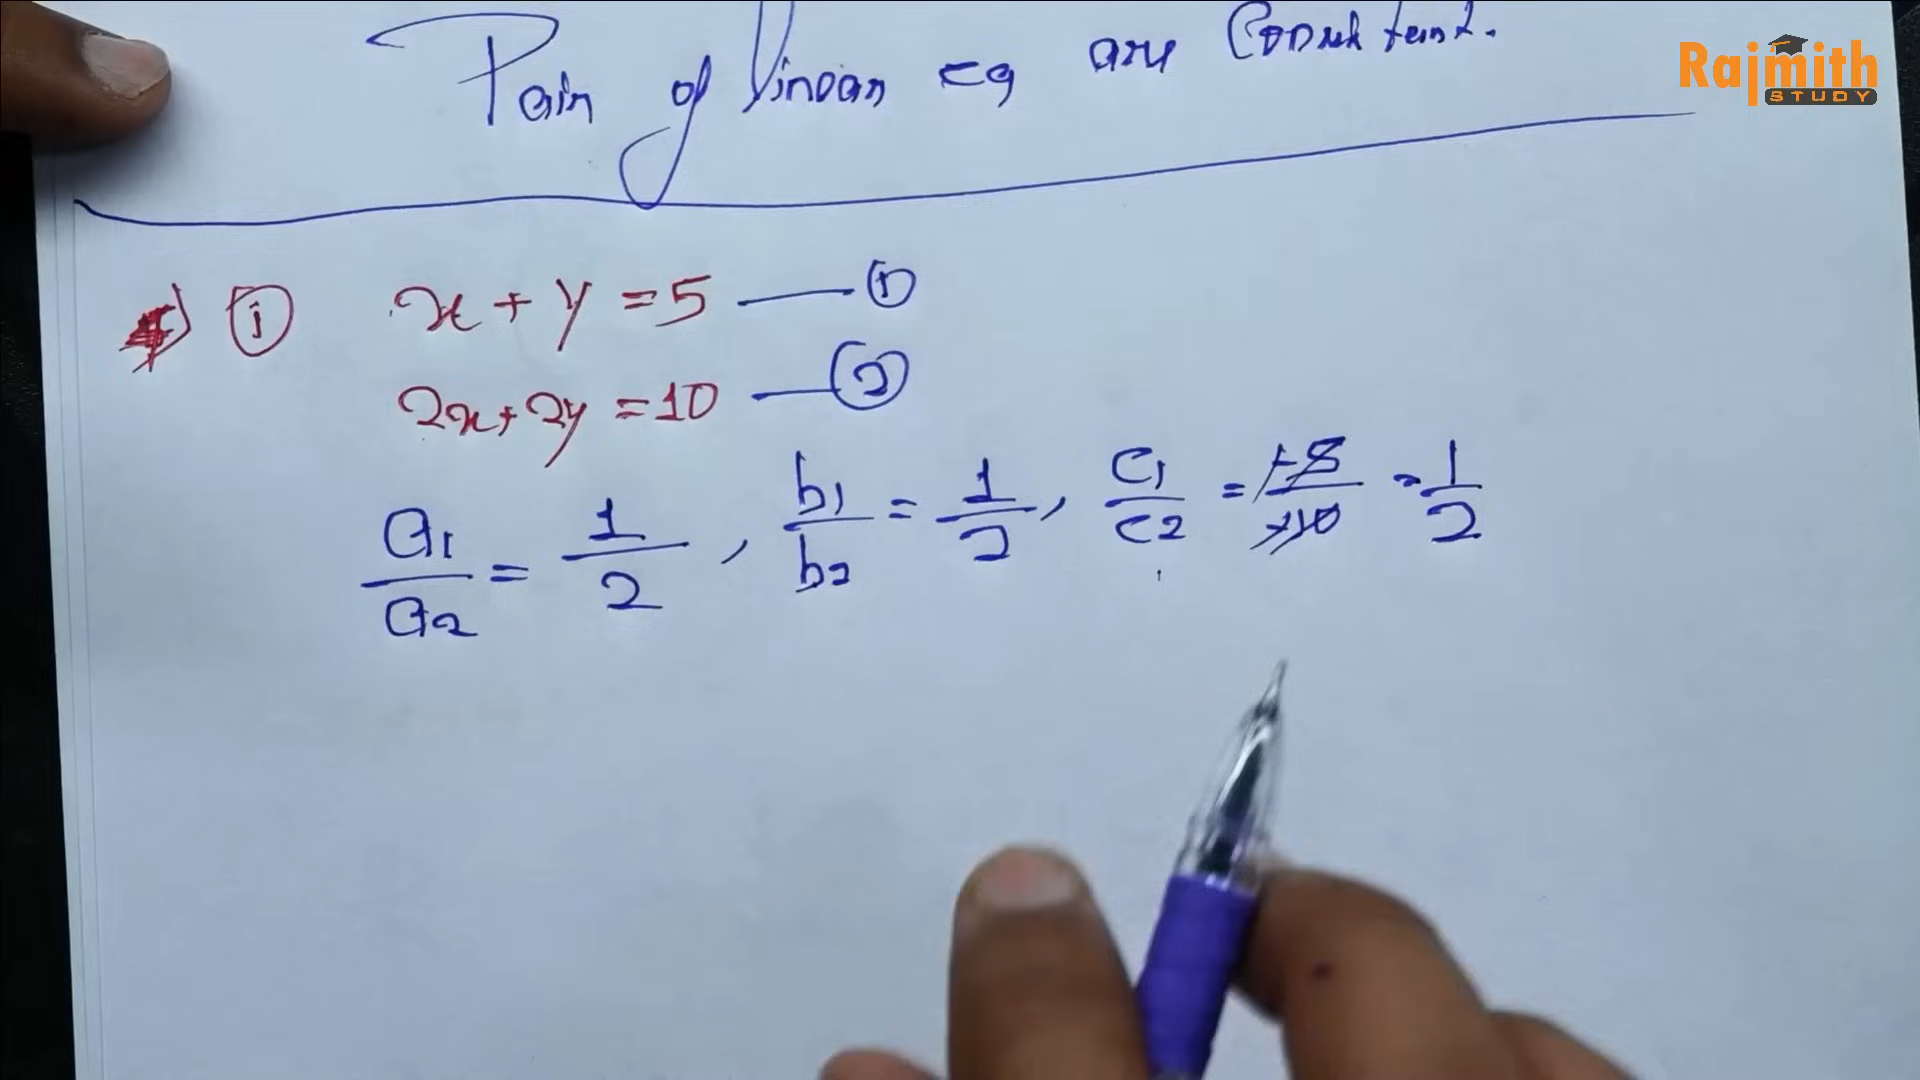 Pair of linear eq are Consistent.
Rajmith
STUDY
(i) x + y = 5 — (1)
2x + 2y = 10 — (2)
a1/a2 = 1/2 , b1/b2 = 1/2 , c1/c2 = -5/-10 = 1/2